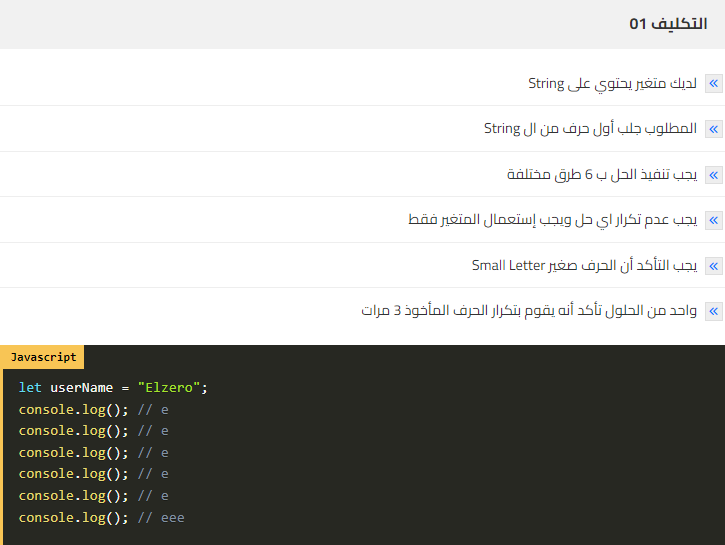 التكليف 01
لديك متغير يحتوي على String
المطلوب جلب أول حرف من ال String
يجب تنفيذ الحل ب 6 طرق مختلفة
يجب عدم تكرار اي حل ويجب إستعمال المتغير فقط
يجب التأكد أن الحرف صغير Small Letter
واحد من الحلول تأكد أنه يقوم بتكرار الحرف المأخوذ 3 مرات
Javascript
let userName = "Elzero";
console.log(); // e
console.log(); // e
console.log(); // e
console.log(); // e
console.log(); // e
console.log(); // eee